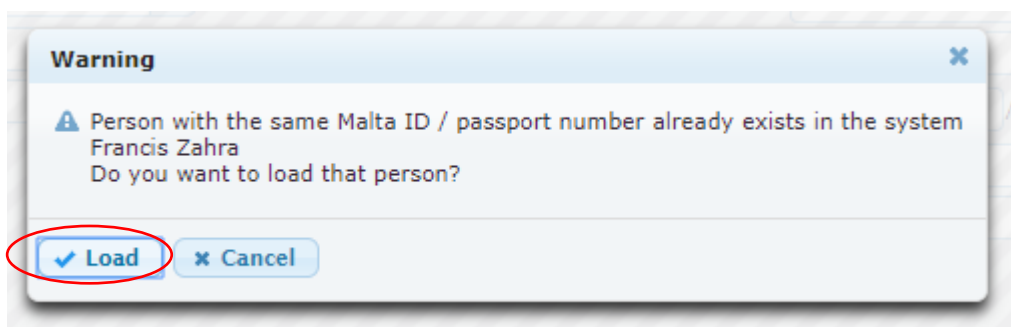 Warning
Person with the same Malta ID / passport number already exists in the system
Francis Zahra
Do you want to load that person?
Load
Cancel